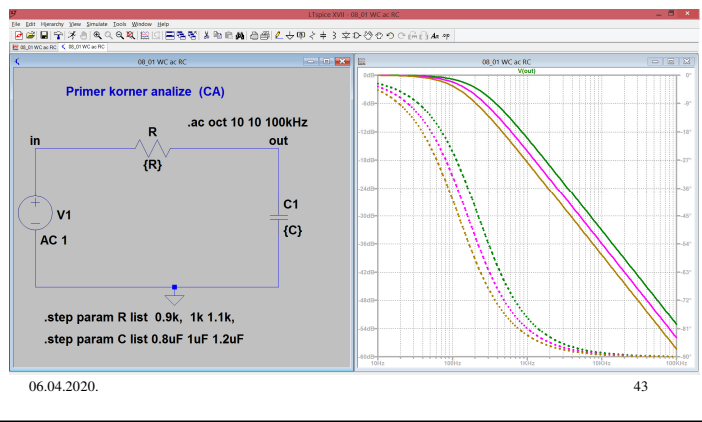 LTspice XVII - 08_01 WC ac RC
File Edit Hierarchy View Simulate Tools Window Help
08_01 WC ac RC 08_01 WC ac RC
08_01 WC ac RC
Primer korner analize (CA)
.ac oct 10 10 100kHz
in
R
out
{R}
V1
C1
AC 1
{C}
.step param R list 0.9k, 1k 1.1k,
.step param C list 0.8uF 1uF 1.2uF
08_01 WC ac RC
V(out)
0dB 0°
-6dB -9°
-12dB -18°
-18dB -27°
-24dB -36°
-30dB -45°
-36dB -54°
-42dB -63°
-48dB -72°
-54dB -81°
-60dB -90°
10Hz 100Hz 1KHz 10KHz 100KHz
06.04.2020.
43